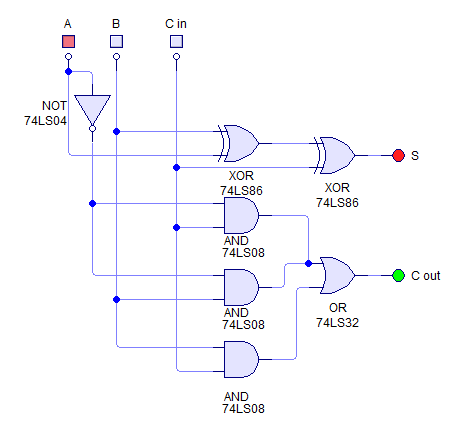 A
B
C in
NOT
74LS04
XOR
74LS86
S
XOR
74LS86
AND
74LS08
C out
AND
74LS08
OR
74LS32
AND
74LS08